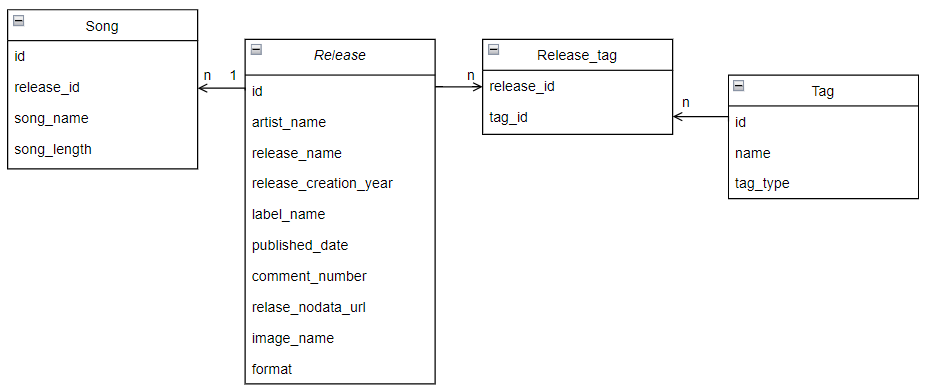 Song
id
release_id
song_name
song_length
n
1
Release
id
artist_name
release_name
release_creation_year
label_name
published_date
comment_number
relase_nodata_url
image_name
format
n
Release_tag
release_id
tag_id
n
Tag
id
name
tag_type